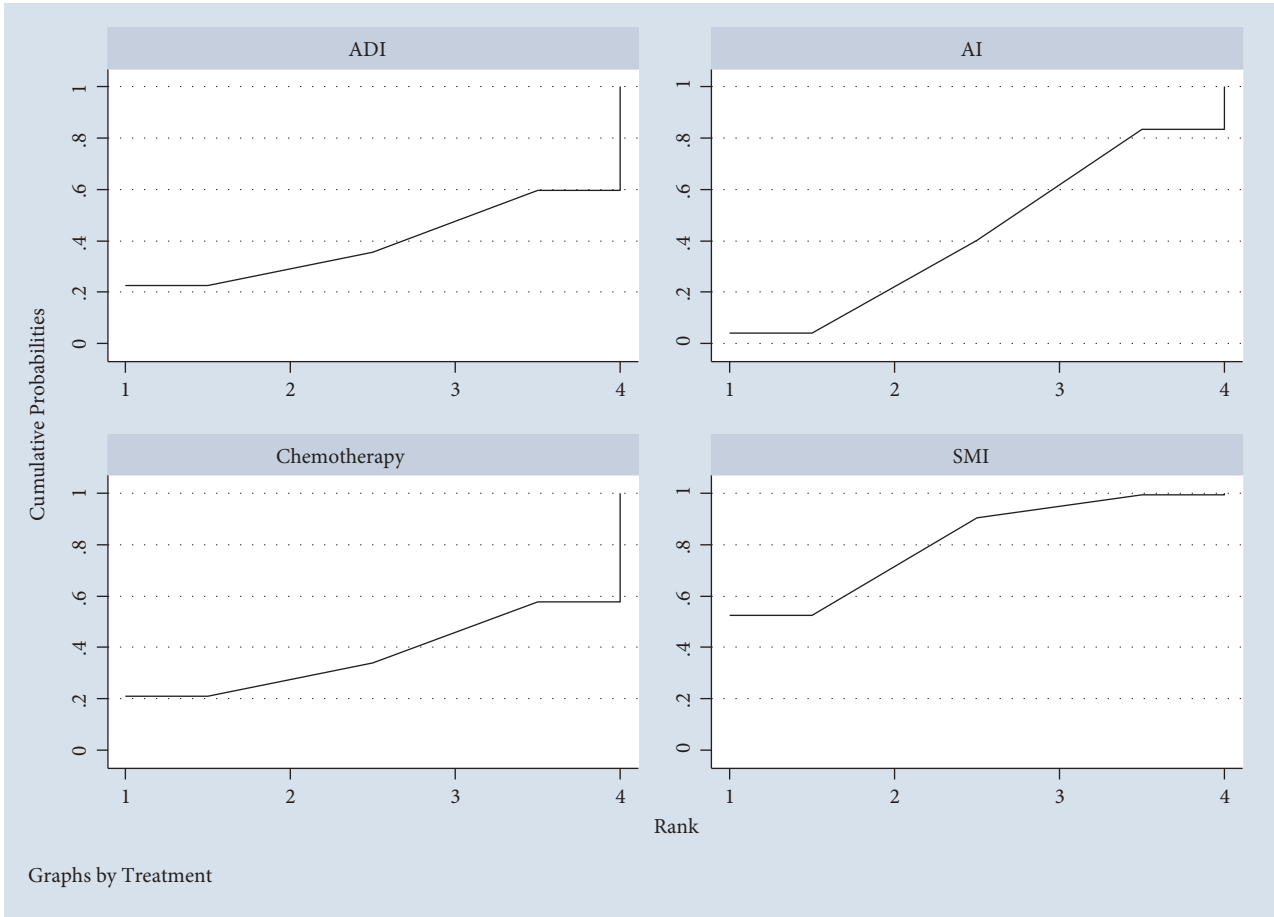 ADI
AI
1
.8
.6
.4
.2
0
1
.8
.6
.4
.2
0
1 2 3 4
1 2 3 4
Chemotherapy
SMI
1
.8
.6
.4
.2
0
1
.8
.6
.4
.2
0
1 2 3 4
1 2 3 4
Cumulative Probabilities
Rank
Graphs by Treatment